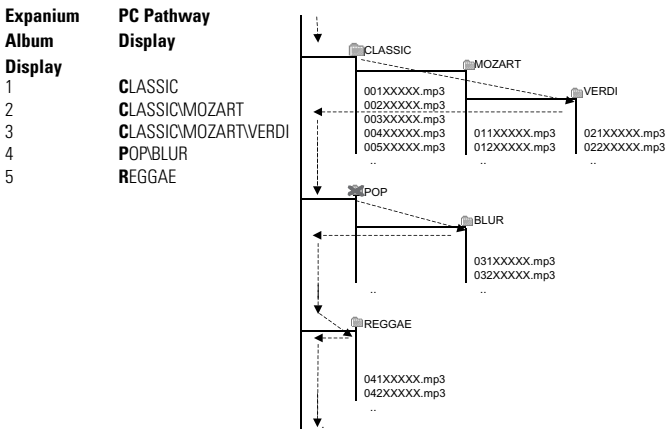 Expanium PC Pathway
Album Display
Display
1 CLASSIC
2 CLASSIC\MOZART
3 CLASSIC\MOZART\VERDI
4 POP\BLUR
5 REGGAE
CLASSIC
MOZART
VERDI
001XXXXX.mp3
002XXXXX.mp3
003XXXXX.mp3
004XXXXX.mp3 011XXXXX.mp3 021XXXXX.mp3
005XXXXX.mp3 012XXXXX.mp3 022XXXXX.mp3
.. .. ..
POP
BLUR
031XXXXX.mp3
032XXXXX.mp3
.. ..
REGGAE
041XXXXX.mp3
042XXXXX.mp3
..